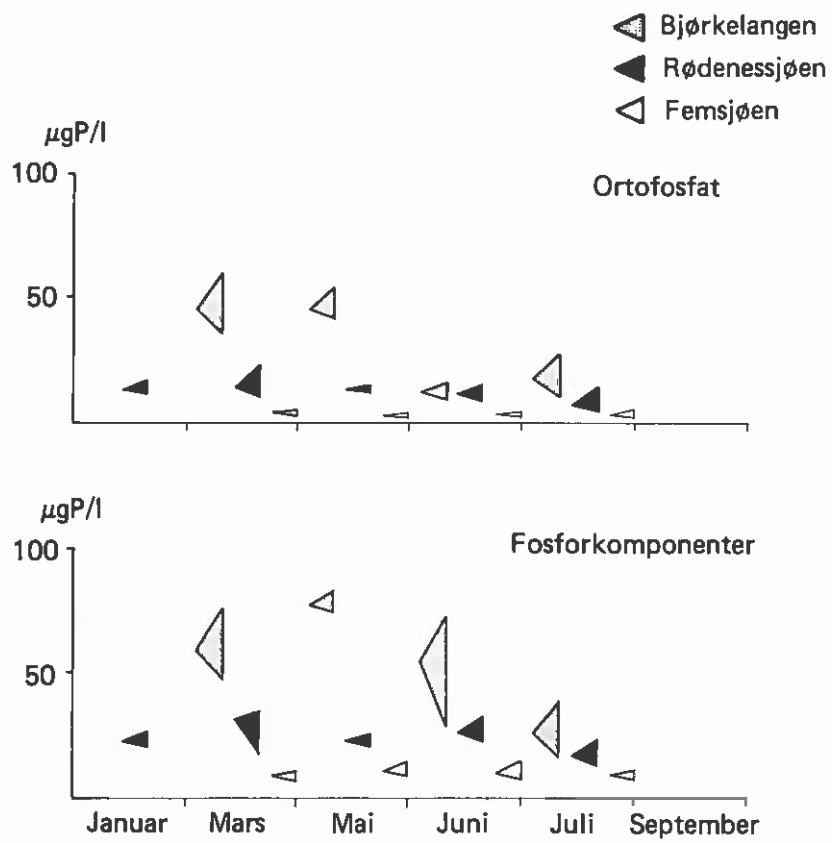 Bjørkelangen
Rødenessjøen
Femsjøen
µgP/l
100
Ortofosfat
50
µgP/l
100
Fosforkomponenter
50
Januar Mars Mai Juni Juli September